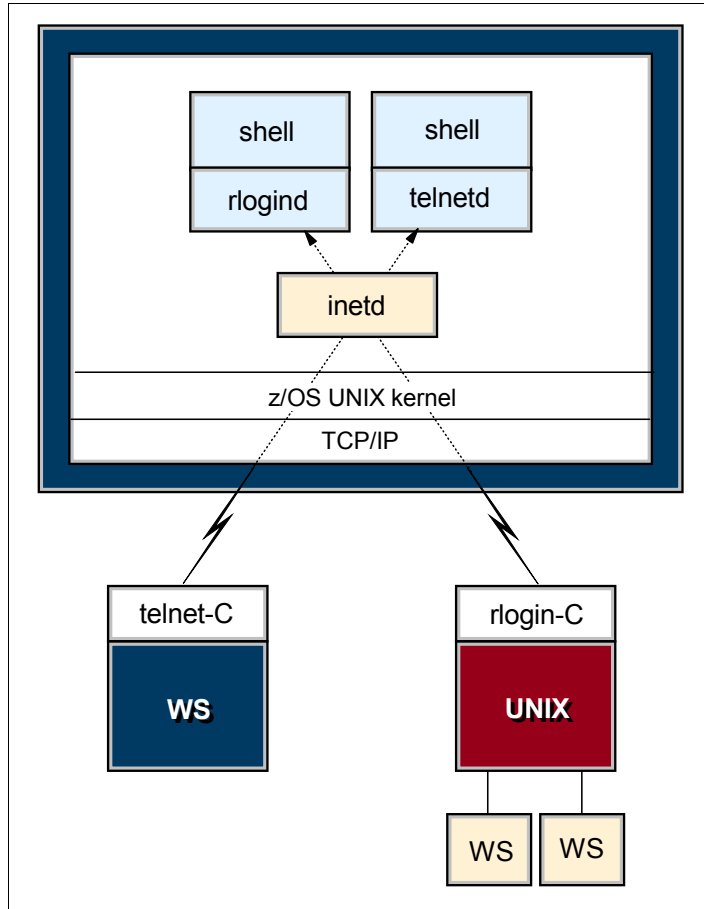 shell
shell
rlogind
telnetd
inetd
z/OS UNIX kernel
TCP/IP
telnet-C
rlogin-C
WS
UNIX
WS
WS